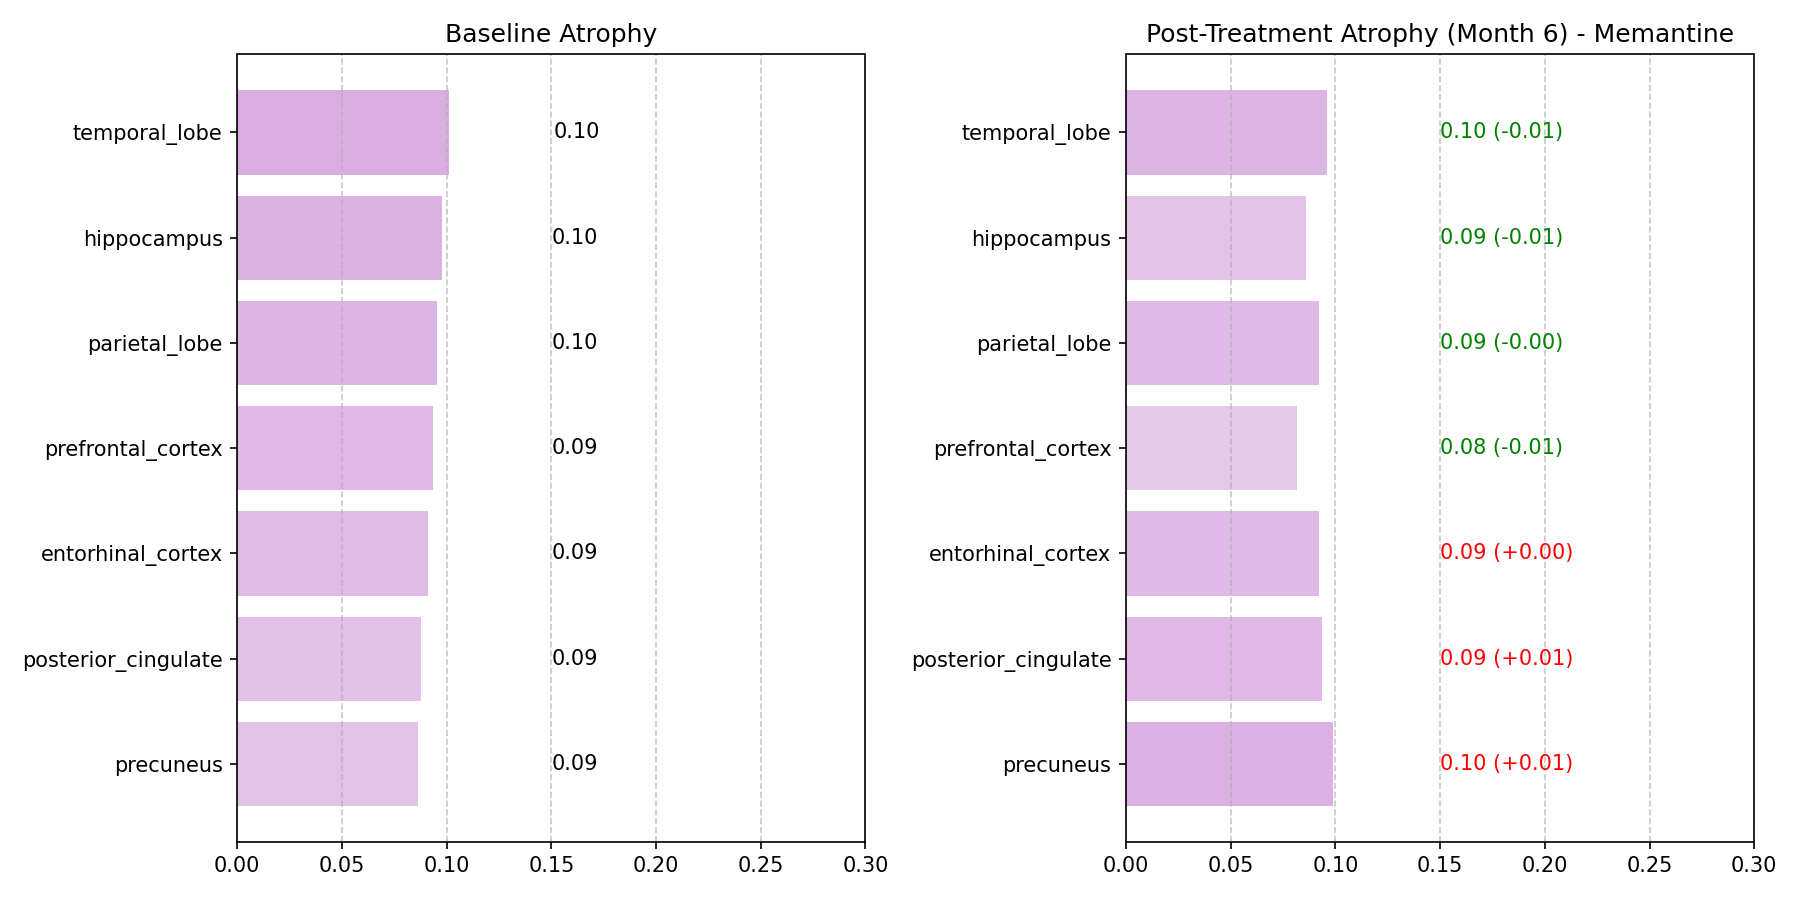 Baseline Atrophy
temporal_lobe
0.10
hippocampus
0.10
parietal_lobe
0.10
prefrontal_cortex
0.09
entorhinal_cortex
0.09
posterior_cingulate
0.09
precuneus
0.09
0.00 0.05 0.10 0.15 0.20 0.25 0.30
Post-Treatment Atrophy (Month 6) - Memantine
temporal_lobe
0.10 (-0.01)
hippocampus
0.09 (-0.01)
parietal_lobe
0.09 (-0.00)
prefrontal_cortex
0.08 (-0.01)
entorhinal_cortex
0.09 (+0.00)
posterior_cingulate
0.09 (+0.01)
precuneus
0.10 (+0.01)
0.00 0.05 0.10 0.15 0.20 0.25 0.30